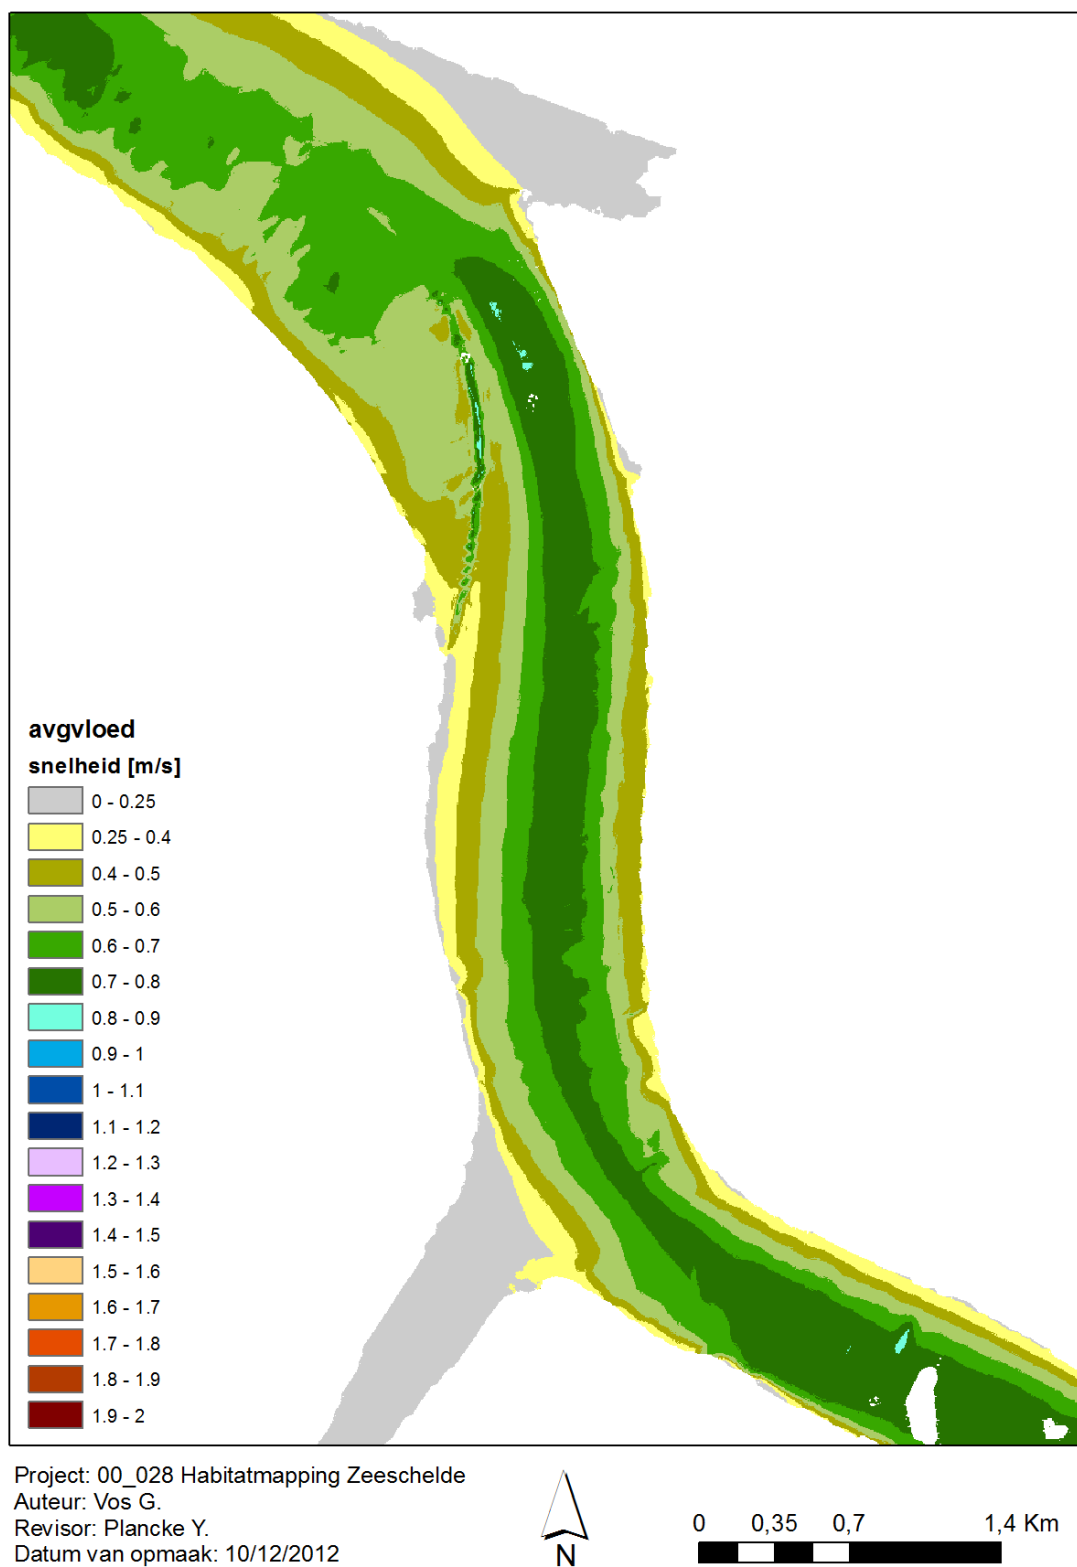 avgvloed
snelheid [m/s]
0 - 0.25
0.25 - 0.4
0.4 - 0.5
0.5 - 0.6
0.6 - 0.7
0.7 - 0.8
0.8 - 0.9
0.9 - 1
1 - 1.1
1.1 - 1.2
1.2 - 1.3
1.3 - 1.4
1.4 - 1.5
1.5 - 1.6
1.6 - 1.7
1.7 - 1.8
1.8 - 1.9
1.9 - 2
Project: 00_028 Habitatmapping Zeeschelde
Auteur: Vos G.
Revisor: Plancke Y.
Datum van opmaak: 10/12/2012
N
0 0,35 0,7 1,4 Km